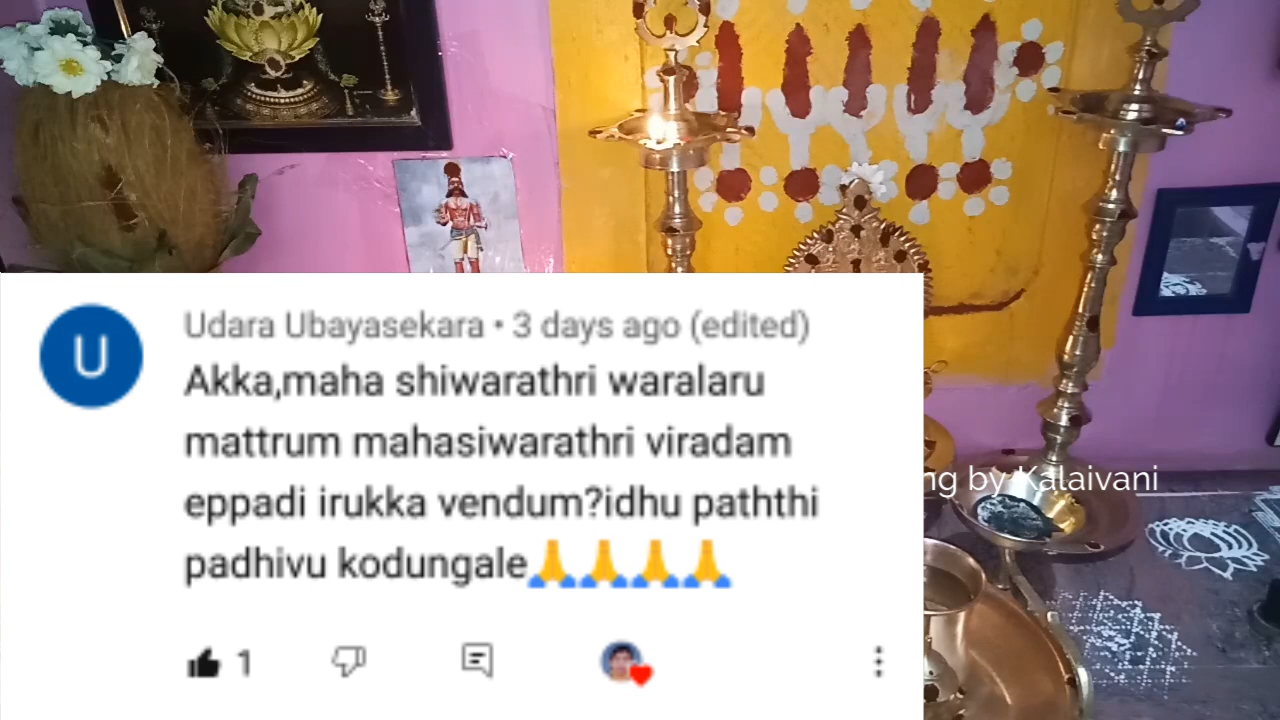 U
Udara Ubayasekara • 3 days ago (edited)
Akka,maha shiwarathri waralaru
mattrum mahasiwarathri viradam
eppadi irukka vendum?idhu paththi
padhivu kodungale🙏🙏🙏🙏
1
by Kalaivani